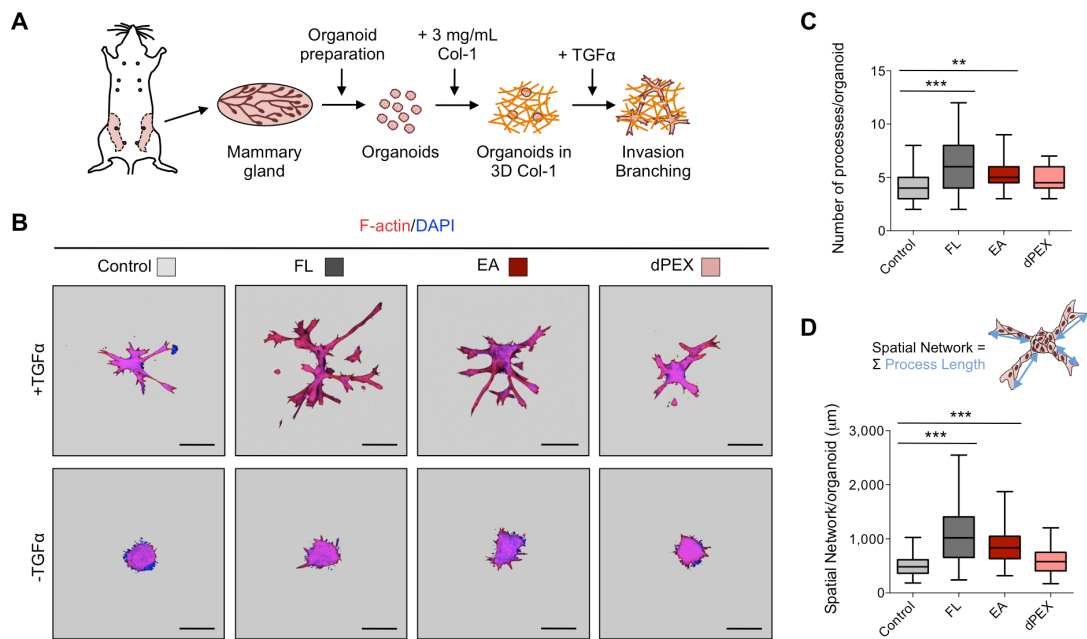 A
Organoid
preparation
+ 3 mg/mL
Col-1
+ TGFα
Mammary
gland
Organoids
Organoids in
3D Col-1
Invasion
Branching
B
F-actin/DAPI
Control
FL
EA
dPEX
+TGFα
-TGFα
C
Number of processes/organoid
15
10
5
0
**
***
Control
FL
EA
dPEX
D
Spatial Network =
Σ Process Length
Spatial Network/organoid (μm)
3,000
2,000
1,000
0
***
***
Control
FL
EA
dPEX